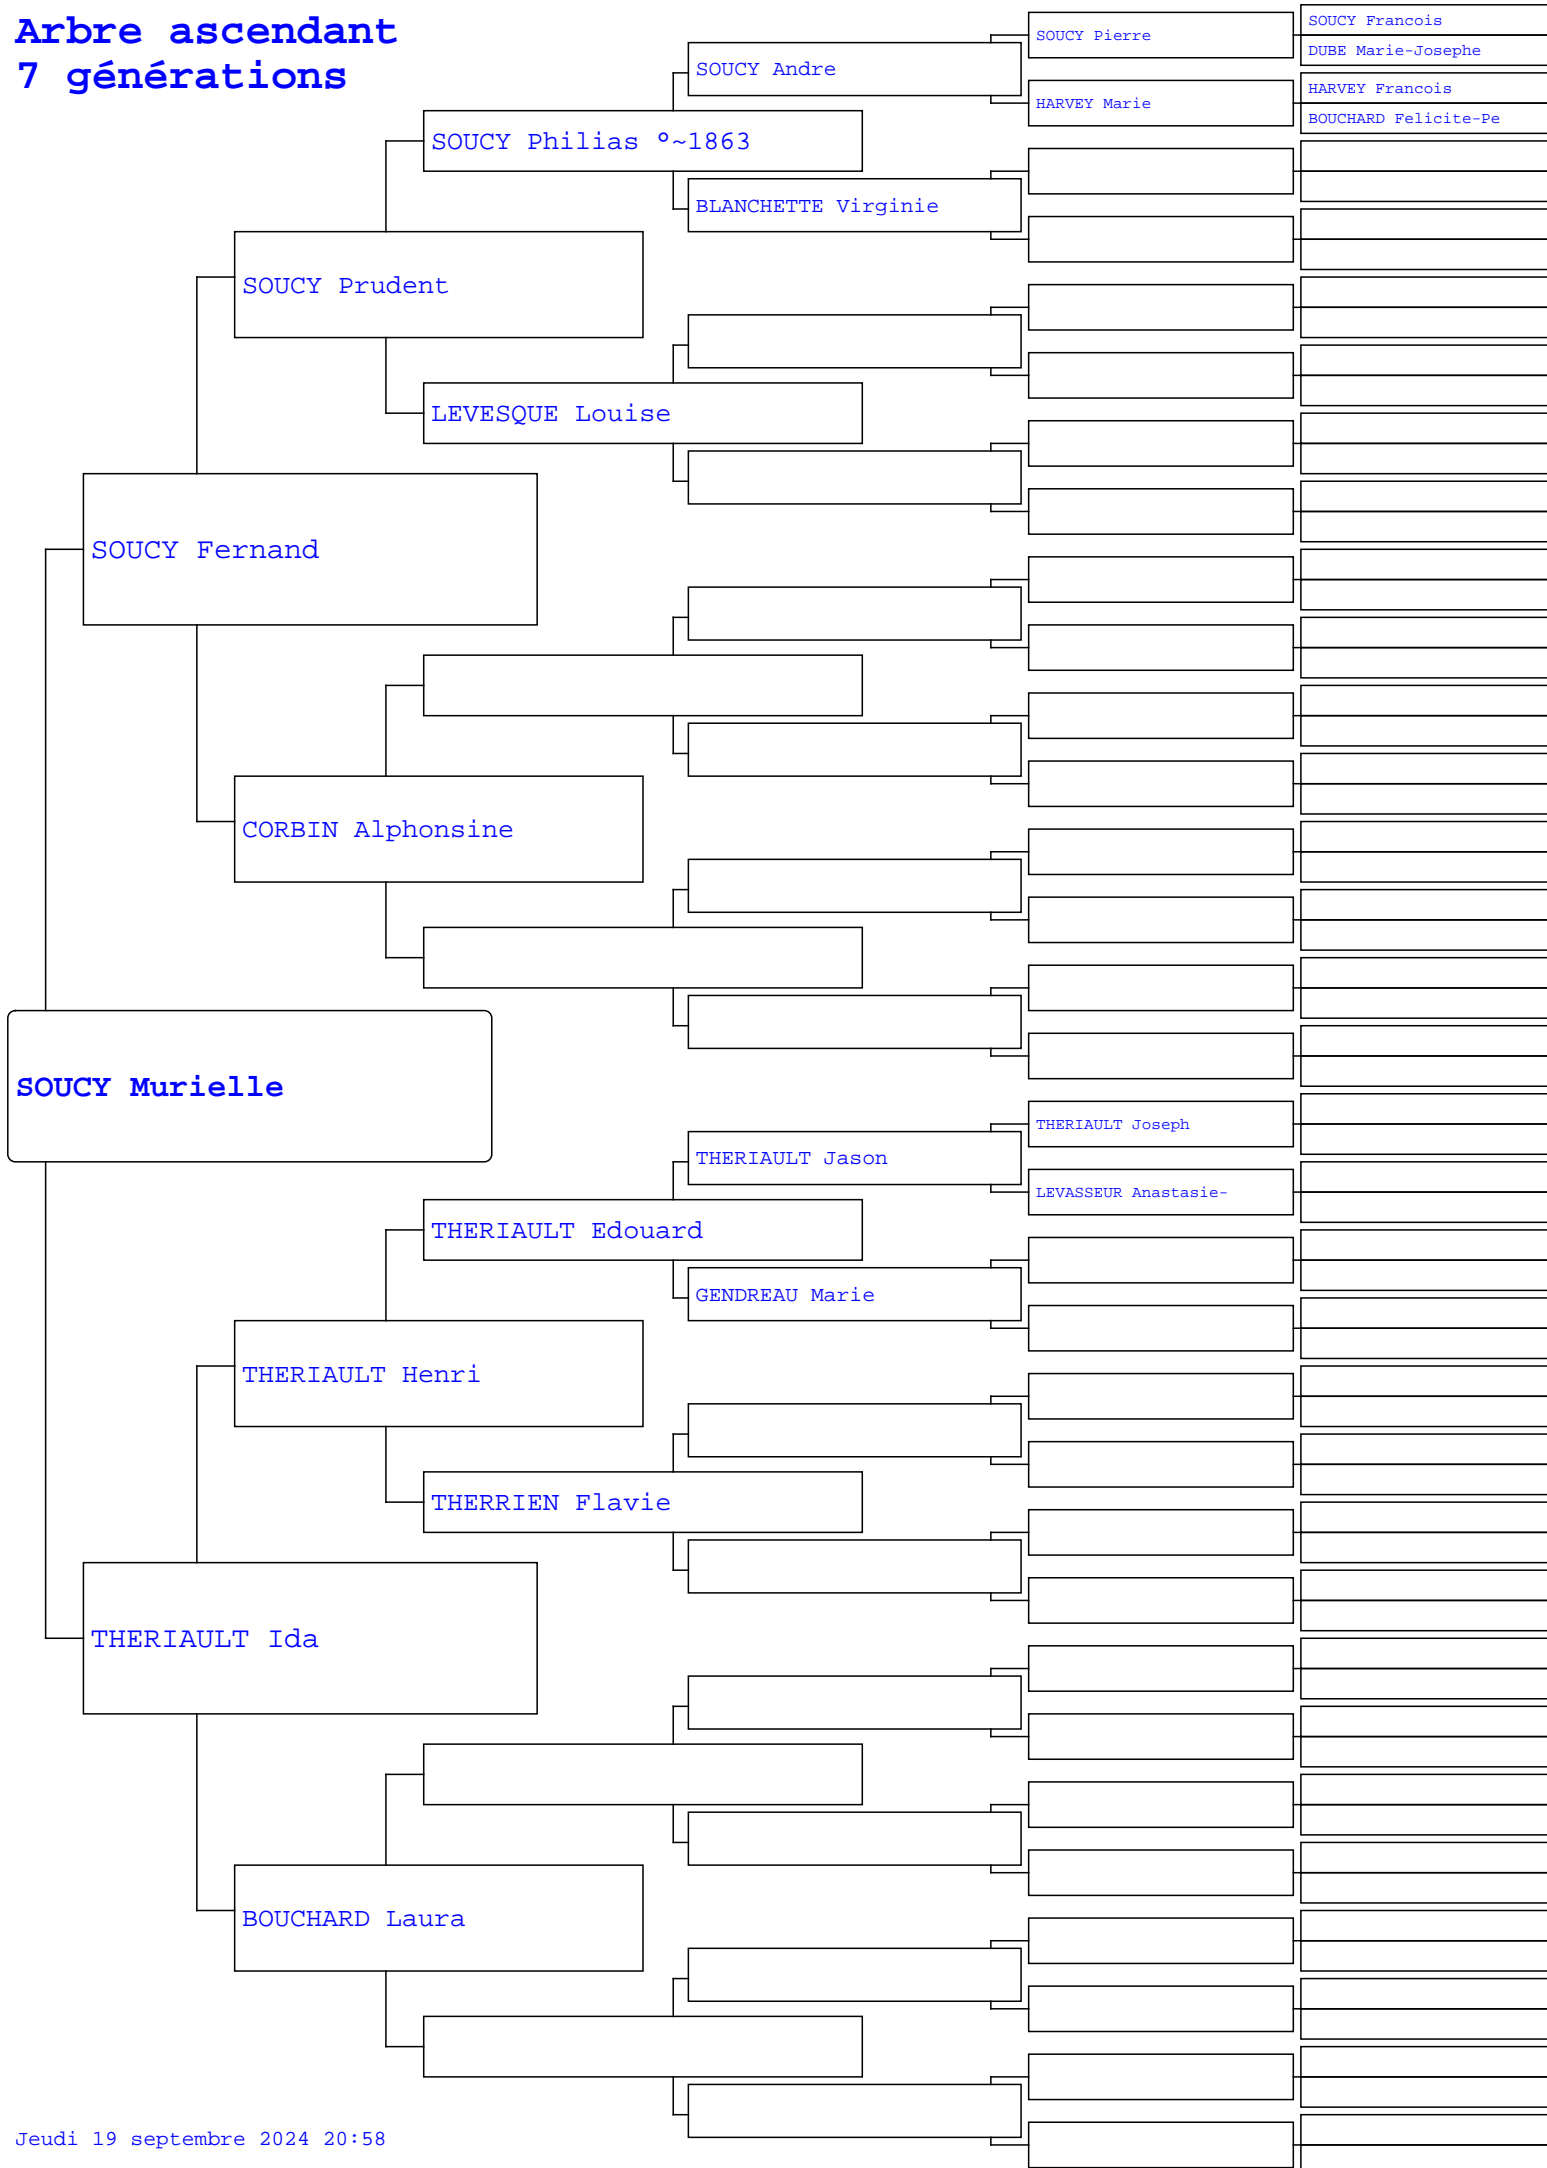 Arbre ascendant
7 générations
SOUCY Francois
SOUCY Pierre
DUBE Marie-Josephe
SOUCY Andre
HARVEY Francois
HARVEY Marie
BOUCHARD Felicite-Pe
SOUCY Philias °~1863
BLANCHETTE Virginie
SOUCY Prudent
LEVESQUE Louise
SOUCY Fernand
CORBIN Alphonsine
SOUCY Murielle
THERIAULT Joseph
THERIAULT Jason
LEVASSEUR Anastasie-
THERIAULT Edouard
GENDREAU Marie
THERIAULT Henri
THERRIEN Flavie
THERIAULT Ida
BOUCHARD Laura
Jeudi 19 septembre 2024 20:58